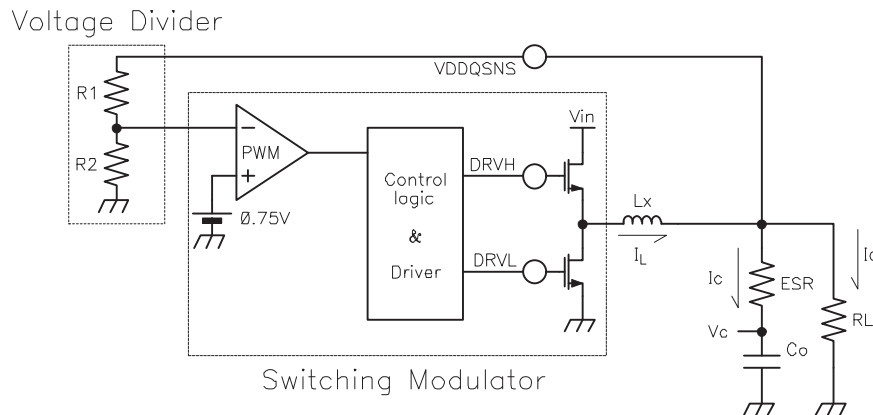 Voltage Divider
VDDQSNS
R1
R2
PWM
0.75V
Control
logic
&
Driver
DRVH
DRVL
Vin
Lx
IL
Ic
ESR
Vc
Co
RL
Switching Modulator